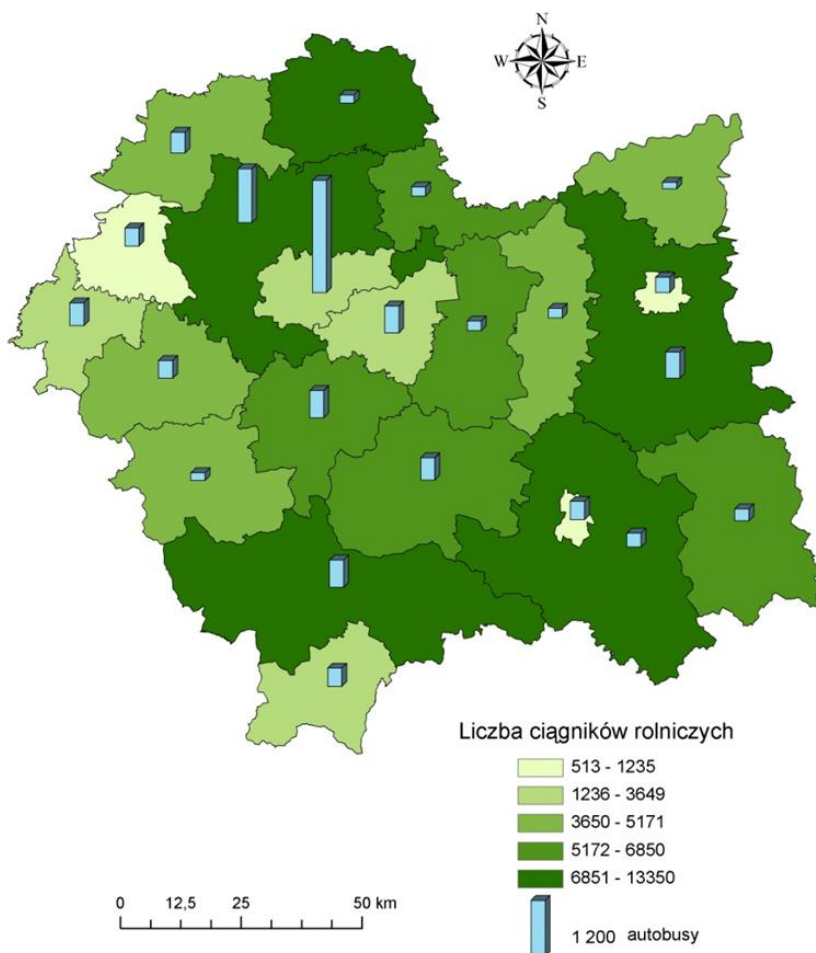 N
W E
S
Liczba ciągników rolniczych
513 - 1235
1236 - 3649
3650 - 5171
5172 - 6850
6851 - 13350
0 12,5 25 50 km
1 200 autobusy